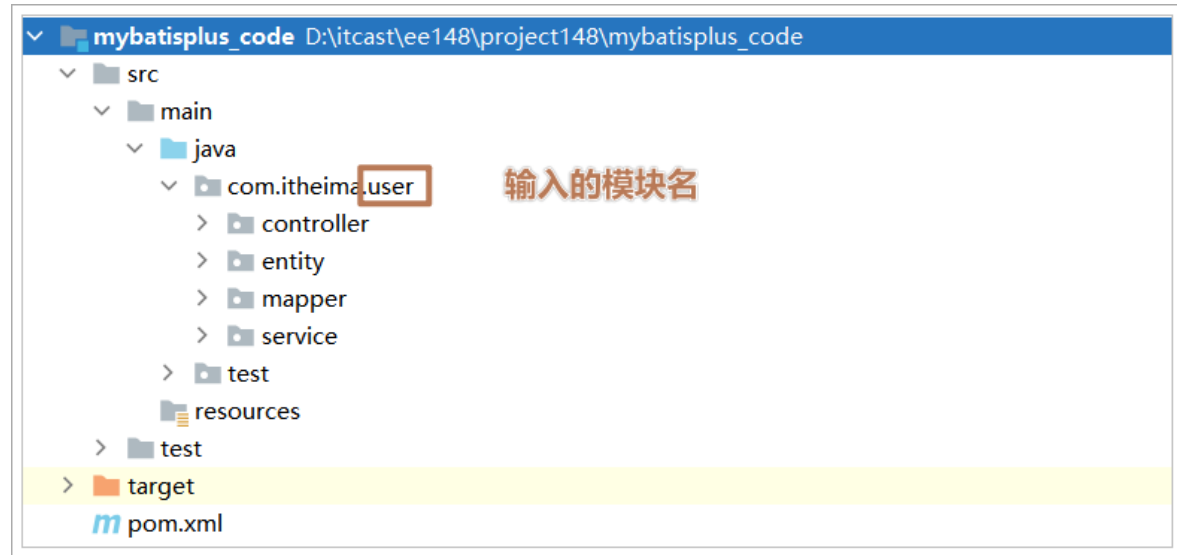 mybatisplus_code D:\itcast\ee148\project148\mybatisplus_code
src
main
java
com.itheima.user 输入的模块名
controller
entity
mapper
service
test
resources
test
target
m pom.xml